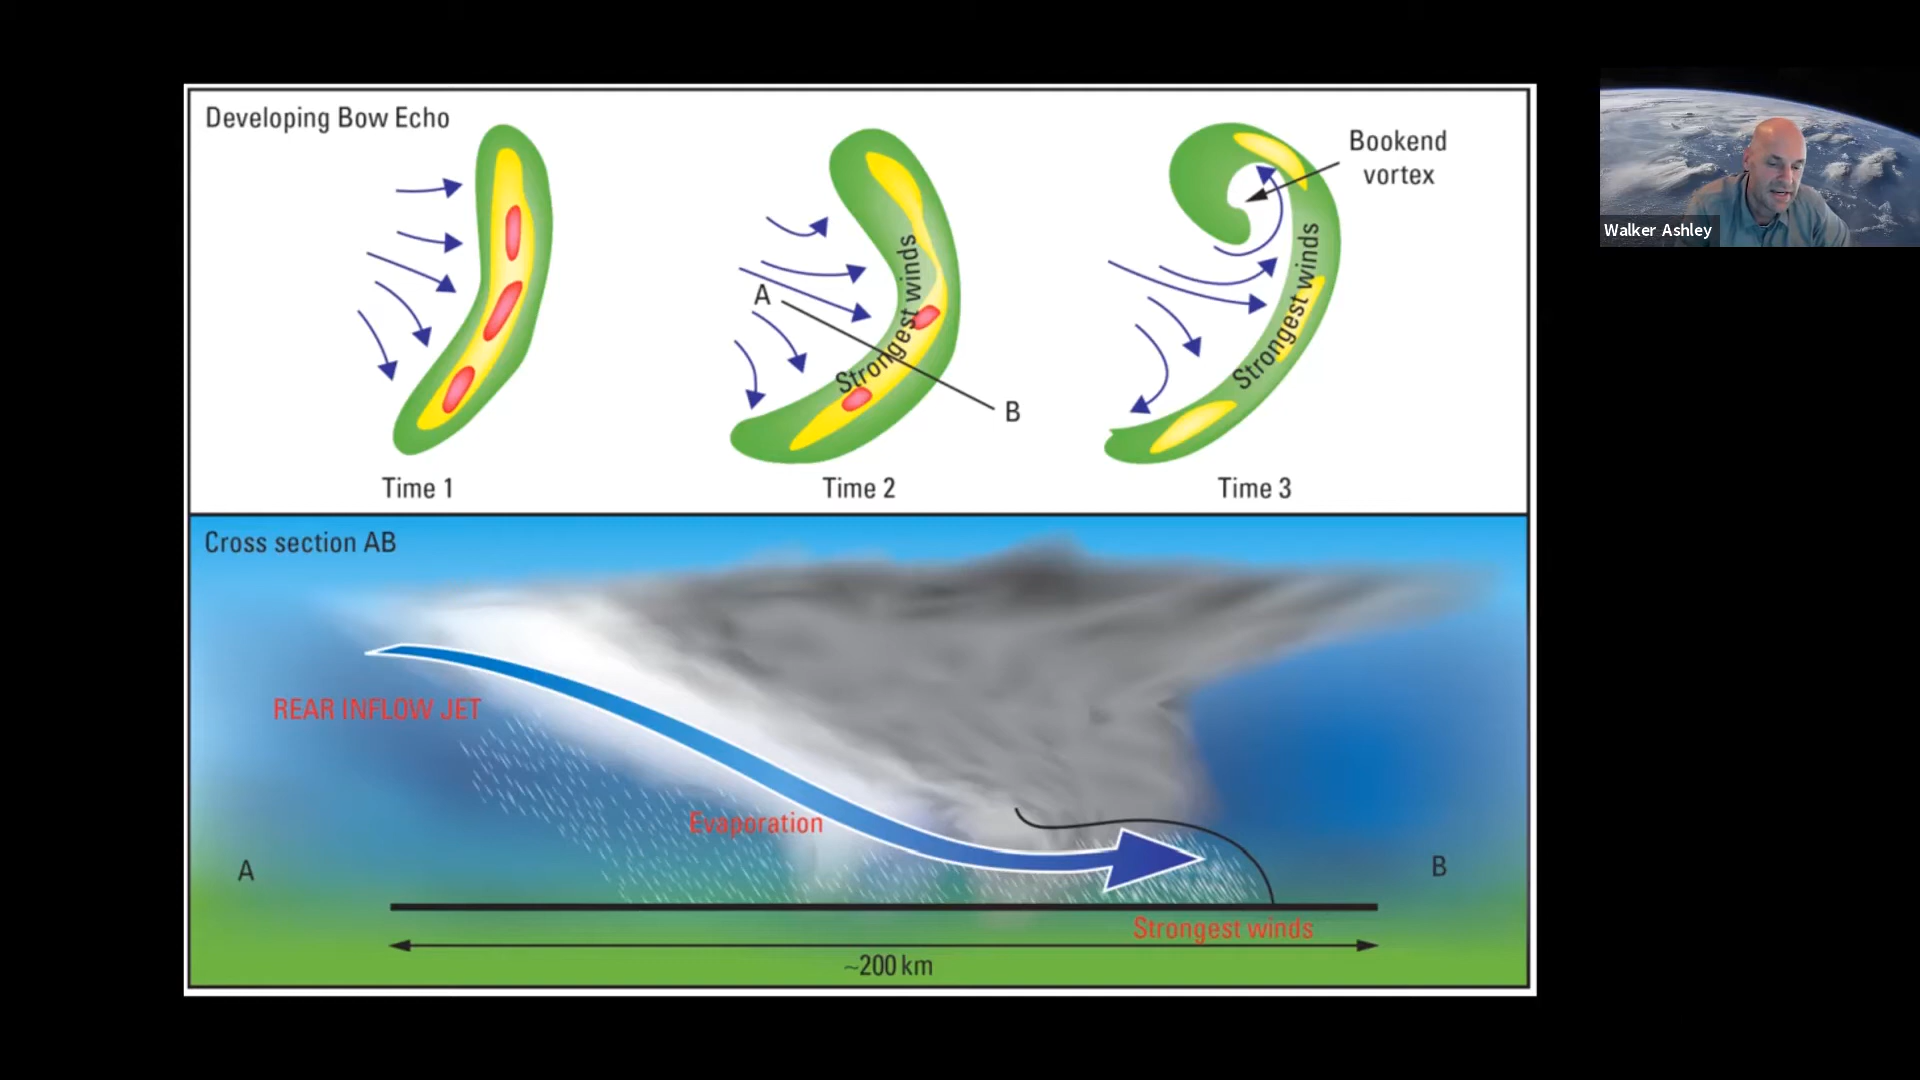 Developing Bow Echo
Bookend
vortex
Strongest winds
Strongest winds
A
B
Time 1
Time 2
Time 3
Cross section AB
REAR INFLOW JET
Evaporation
A
B
Strongest winds
~200 km
Walker Ashley